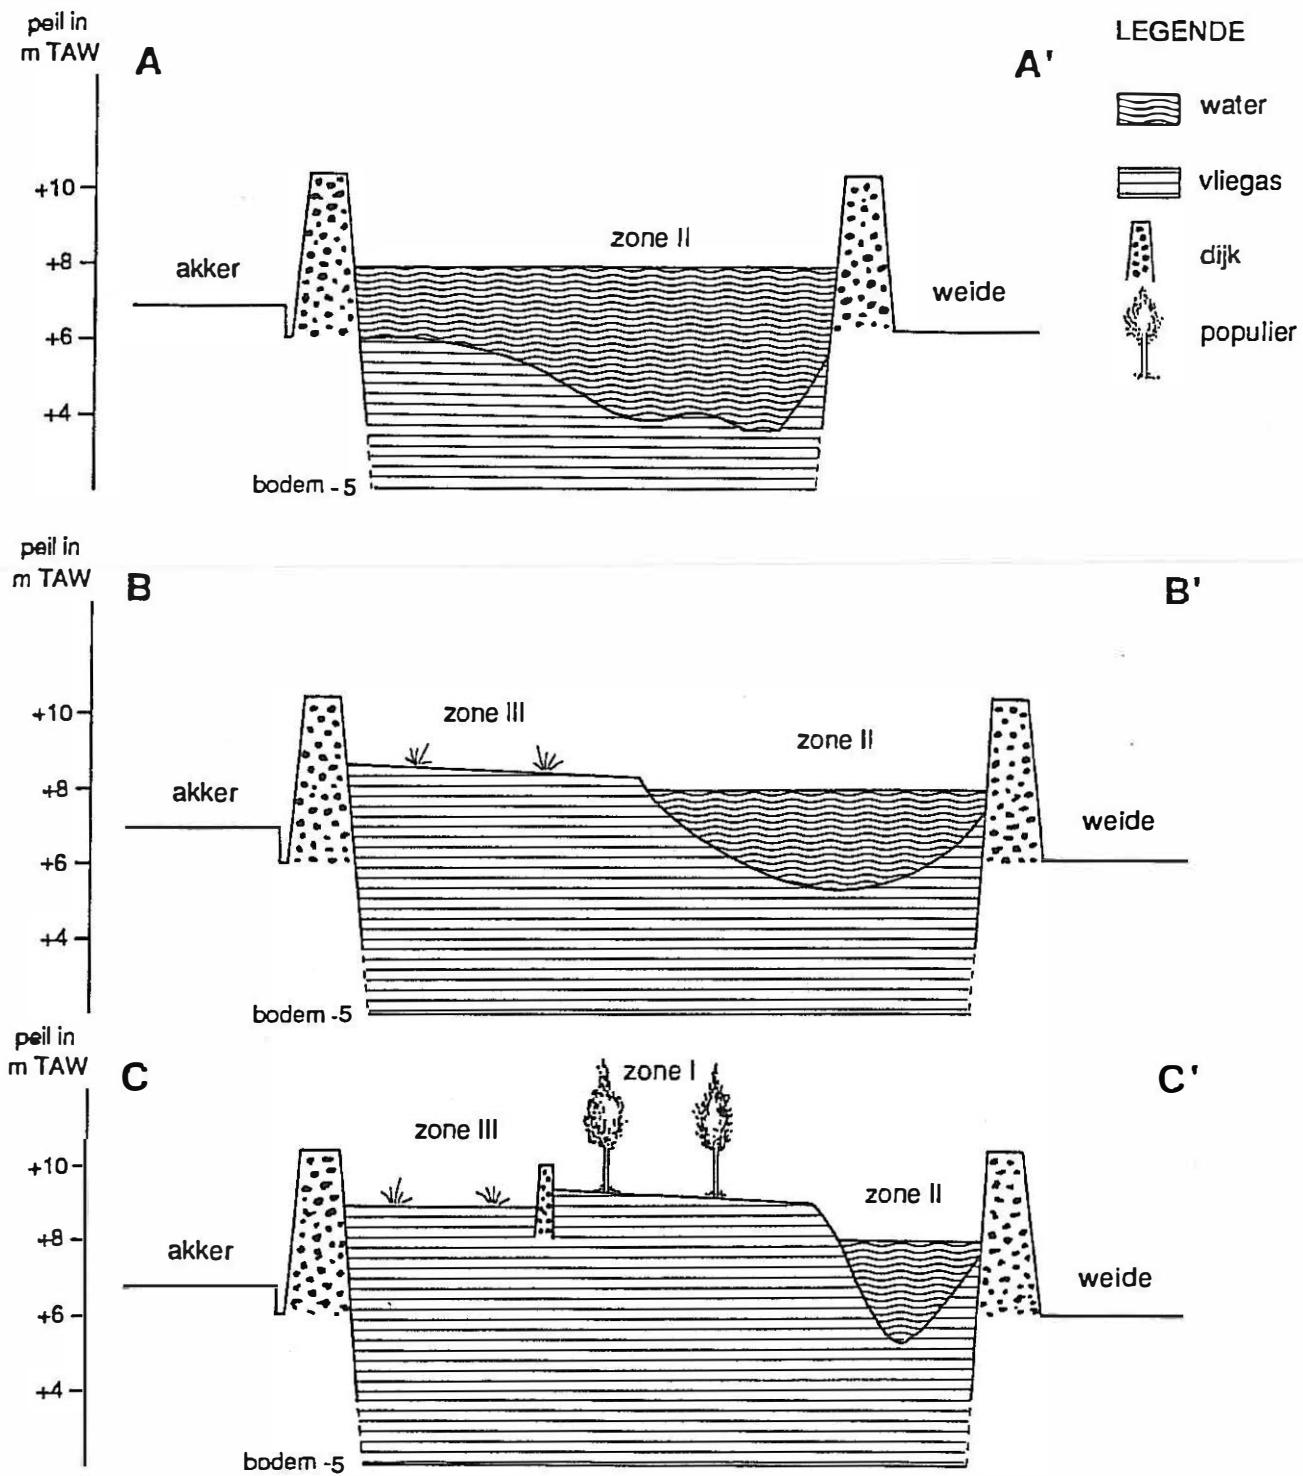 peil in
m TAW
A
A'
LEGENDE
water
vliegas
dijk
populier
+10
+8
+6
+4
akker
zone II
weide
bodem -5
peil in
m TAW
B
B'
+10
+8
+6
+4
zone III
zone II
akker
weide
bodem -5
peil in
m TAW
C
C'
zone I
zone III
zone II
+10
+8
+6
+4
akker
weide
bodem -5